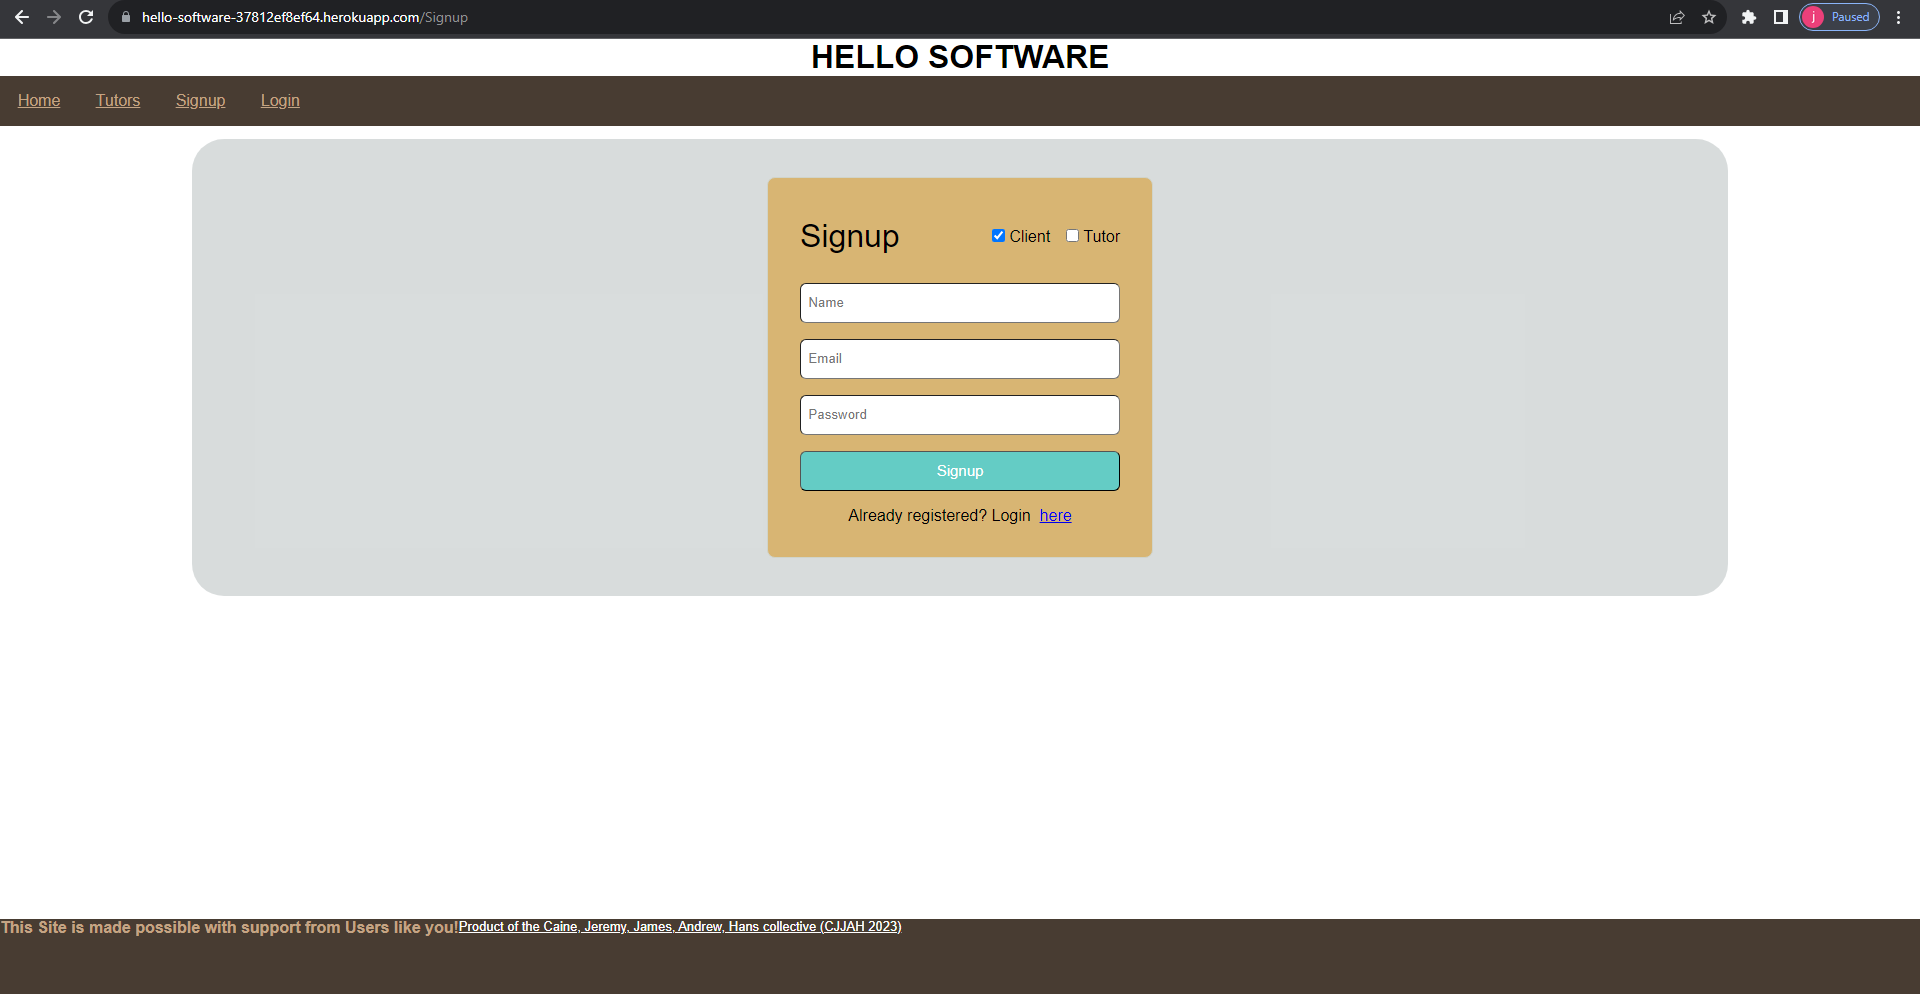 hello-software-37812ef8ef64.herokuapp.com/Signup
j Paused
HELLO SOFTWARE
Home Tutors Signup Login
Signup Client Tutor
Name
Email
Password
Signup
Already registered? Login here
This Site is made possible with support from Users like you!Product of the Caine, Jeremy, James, Andrew, Hans collective (CJJAH 2023)